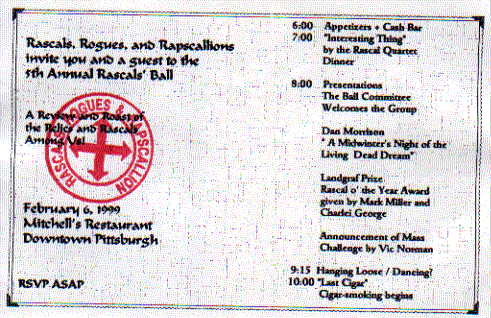 Rascals, Rogues, and Rapscallions
invite you and a guest to the
5th Annual Rascals' Ball
A Review and Roast of
the Relics and Rascals
Among Us!
RASCALS, ROGUES & RAPSCALLION
February 6, 1999
Mitchell's Restaurant
Downtown Pittsburgh
RSVP ASAP
6:00 Appetizers + Cash Bar
7:00 "Interesting Thing"
by the Rascal Quartet
Dinner
8:00 Presentations
The Ball Committee
Welcomes the Group
Dan Morrison
"A Midwinter's Night of the
Living Dead Dream"
Landgraf Prize
Rascal o' the Year Award
given by Mark Miller and
Charlei George
Announcement of Mass
Challenge by Vic Norman
9:15 Hanging Loose / Dancing?
10:00 "Last Cigar"
Cigar-smoking begins